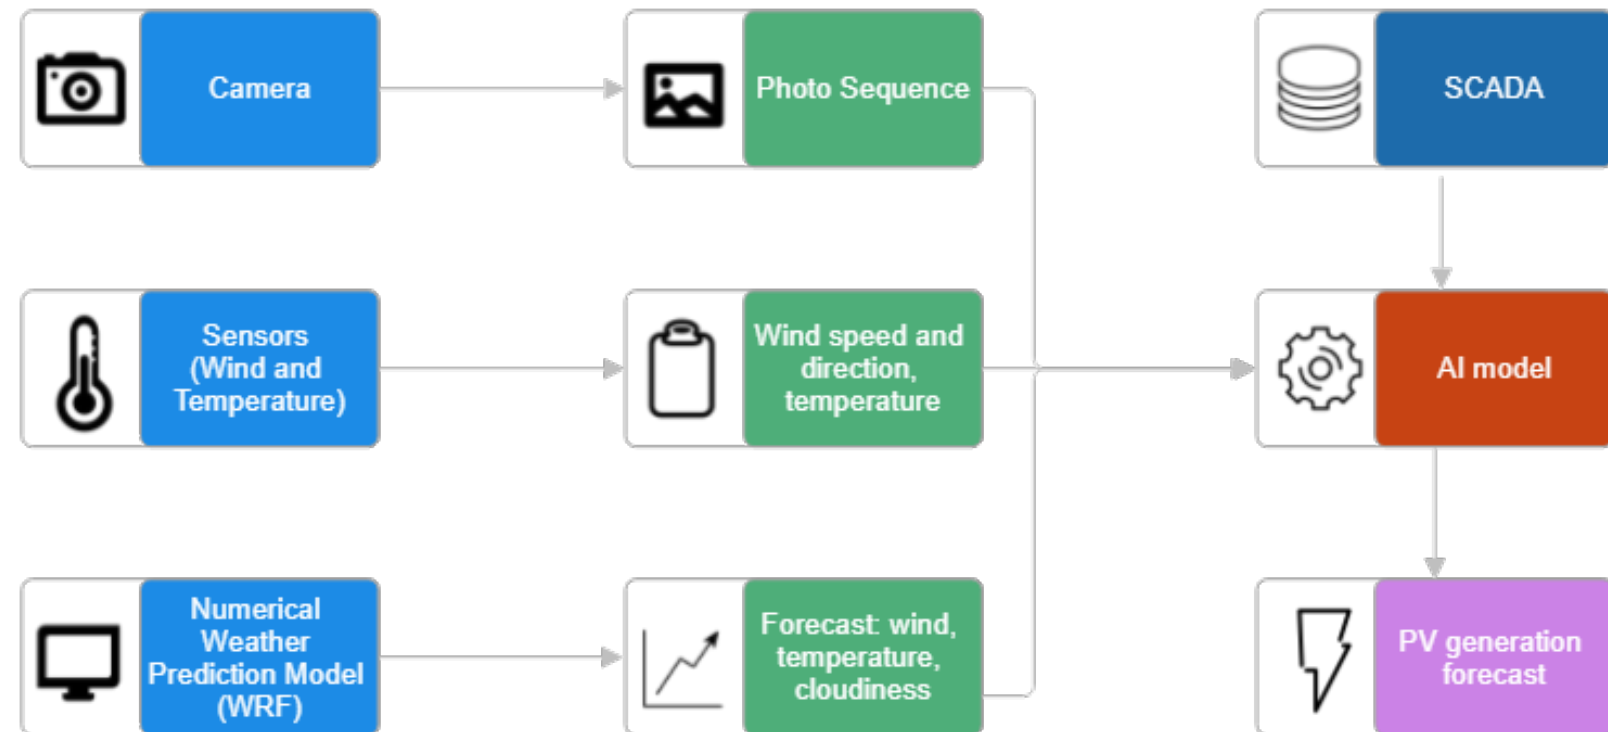 Camera
Photo Sequence
SCADA
Sensors
(Wind and
Temperature)
Wind speed and
direction,
temperature
AI model
Numerical
Weather
Prediction Model
(WRF)
Forecast: wind,
temperature,
cloudiness
PV generation
forecast